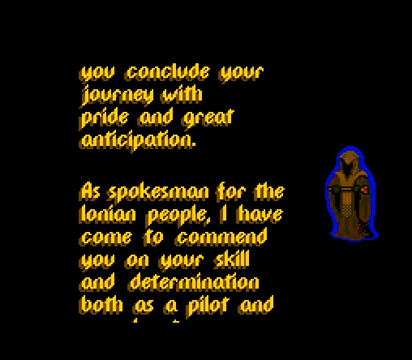 you conclude your
journey with
pride and great
anticipation.
As spokesman for the
Ionian people, I have
come to commend
you on your skill
and determination
both as a pilot and